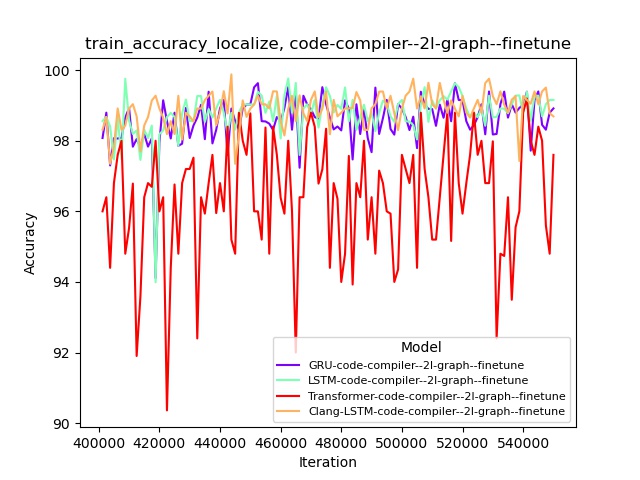 train_accuracy_localize, code-compiler--2l-graph--finetune
100
98
96
94
92
90
Accuracy
400000 420000 440000 460000 480000 500000 520000 540000
Iteration
Model
GRU-code-compiler--2l-graph--finetune
LSTM-code-compiler--2l-graph--finetune
Transformer-code-compiler--2l-graph--finetune
Clang-LSTM-code-compiler--2l-graph--finetune